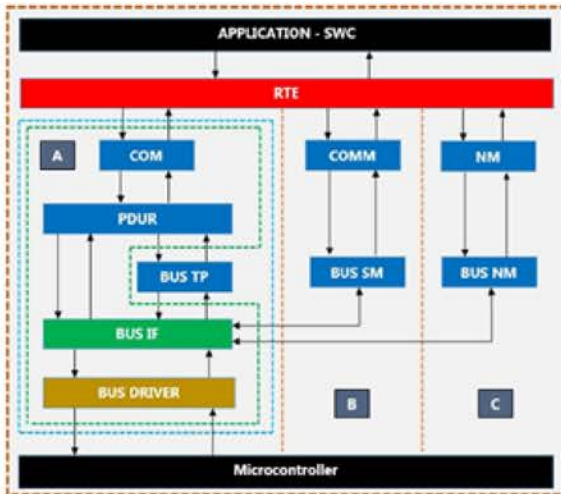 APPLICATION - SWC
RTE
A
COM
COMM
NM
PDUR
BUS TP
BUS SM
BUS NM
BUS IF
BUS DRIVER
B
C
Microcontroller